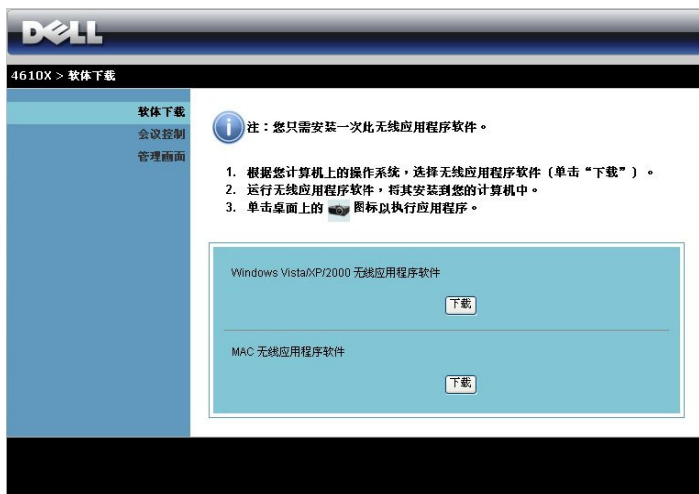 DELL
4610X > 软体下载
软体下载
会议控制
管理画面
注：您只需安装一次此无线应用程序软件。
1. 根据您计算机上的操作系统，选择无线应用程序软件（单击“下载”）。
2. 运行无线应用程序软件，将其安装到您的计算机中。
3. 单击桌面上的 图标以执行应用程序。
Windows Vista/XP/2000 无线应用程序软件
下载
MAC 无线应用程序软件
下载